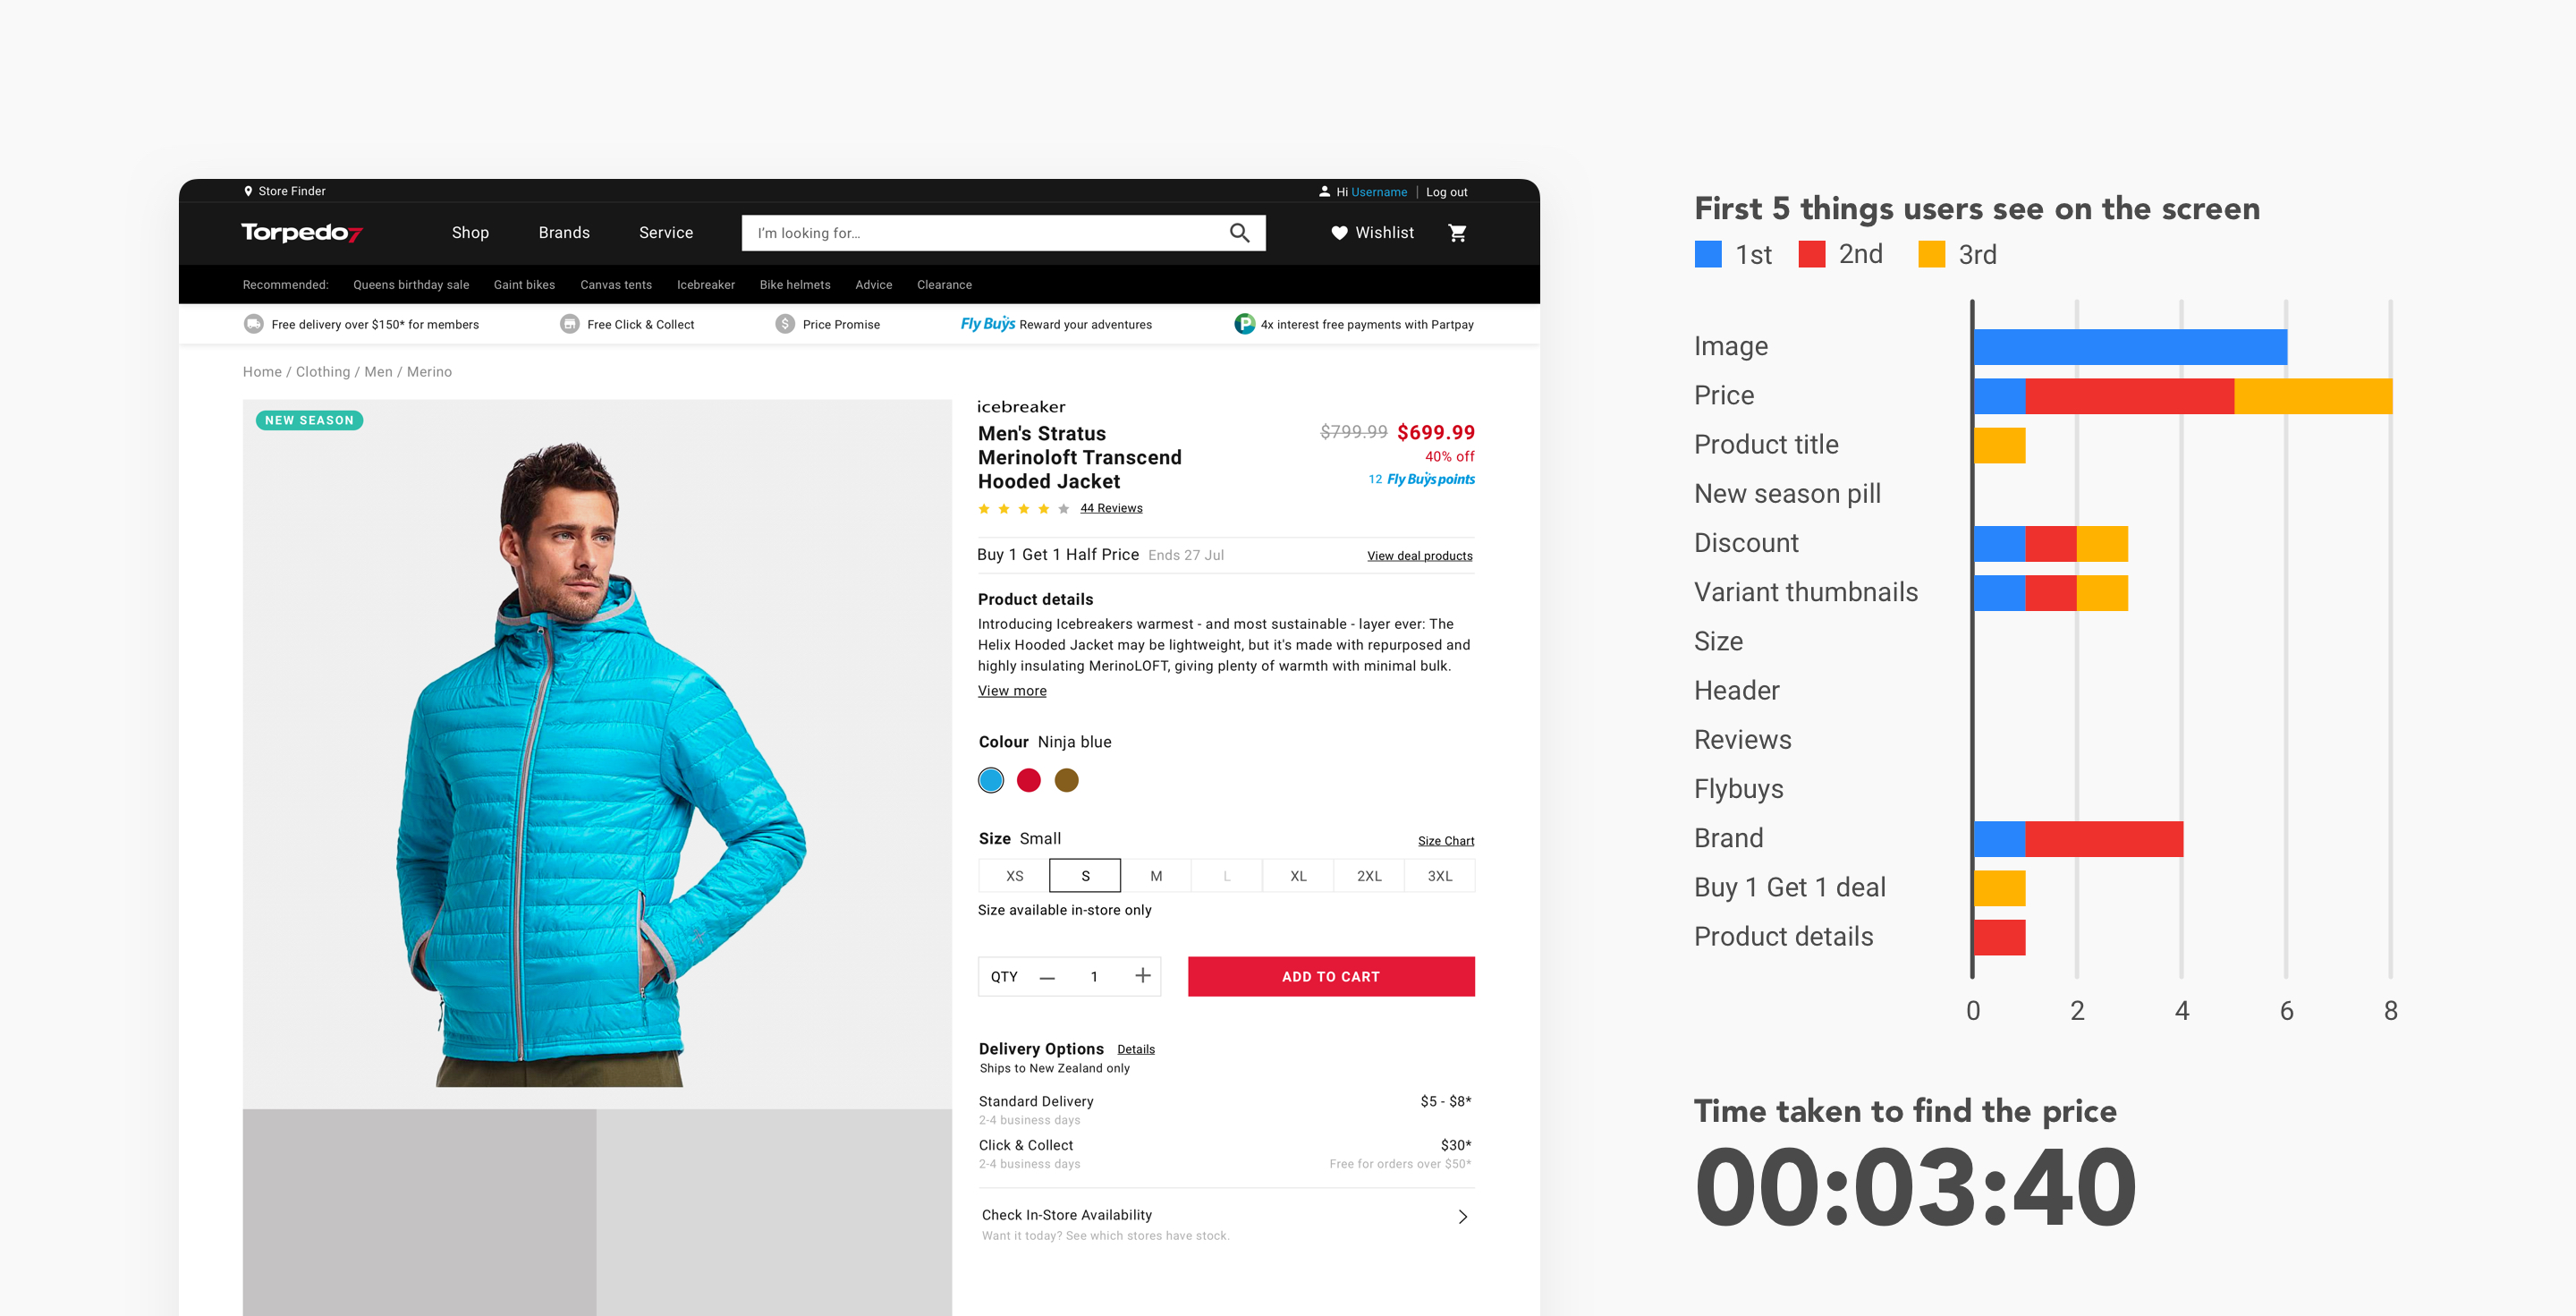 Store Finder
Hi Username | Log out
Torpedo7
Shop
Brands
Service
I'm looking for...
Wishlist
Recommended:
Queens birthday sale
Gaint bikes
Canvas tents
Icebreaker
Bike helmets
Advice
Clearance
Free delivery over $150* for members
Free Click & Collect
$
Price Promise
Fly Buys Reward your adventures
P
4x interest free payments with Partpay
Home / Clothing / Men / Merino
NEW SEASON
icebreaker
Men's Stratus
Merinoloft Transcend
Hooded Jacket
$799.99 $699.99
40% off
12 Fly Buys points
44 Reviews
Buy 1 Get 1 Half Price Ends 27 Jul
View deal products
Product details
Introducing Icebreakers warmest - and most sustainable - layer ever: The
Helix Hooded Jacket may be lightweight, but it's made with repurposed and
highly insulating MerinoLOFT, giving plenty of warmth with minimal bulk.
View more
Colour Ninja blue
Size Small
Size Chart
XS
S
M
L
XL
2XL
3XL
Size available in-store only
QTY — 1 +
ADD TO CART
Delivery Options Details
Ships to New Zealand only
Standard Delivery
$5 - $8*
2-4 business days
Click & Collect
$30*
2-4 business days
Free for orders over $50*
Check In-Store Availability
Want it today? See which stores have stock.
First 5 things users see on the screen
1st
2nd
3rd
Image
Price
Product title
New season pill
Discount
Variant thumbnails
Size
Header
Reviews
Flybuys
Brand
Buy 1 Get 1 deal
Product details
0
2
4
6
8
Time taken to find the price
00:03:40